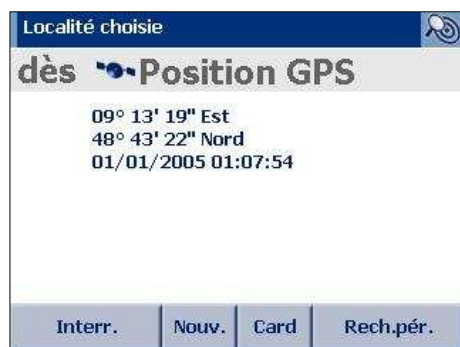 Localité choisie
dès Position GPS
09° 13' 19" Est
48° 43' 22" Nord
01/01/2005 01:07:54
Interr. Nouv. Card Rech.pér.